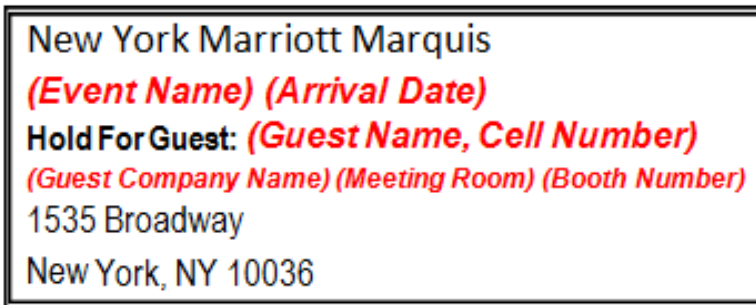 New York Marriott Marquis
(Event Name) (Arrival Date)
Hold For Guest: (Guest Name, Cell Number)
(Guest Company Name) (Meeting Room) (Booth Number)
1535 Broadway
New York, NY 10036